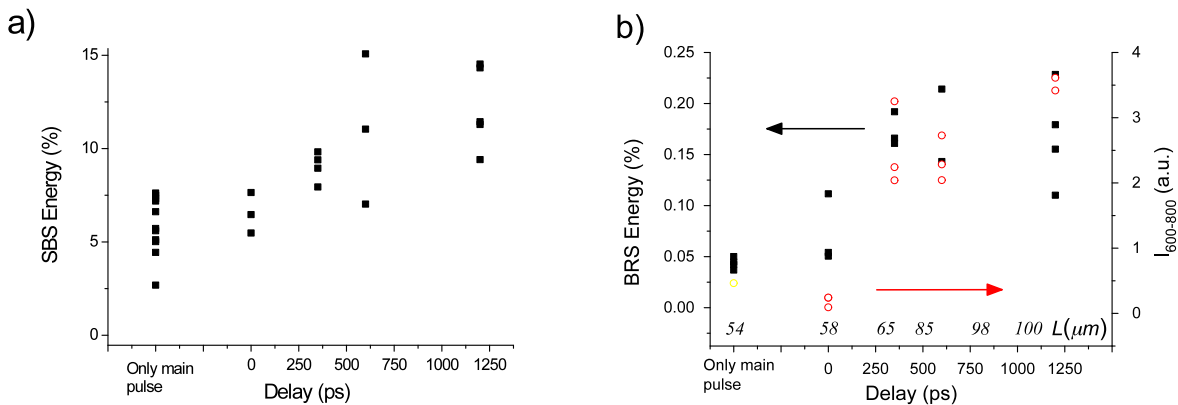 a)
15
10
5
0
SBS Energy (%)
Only main
pulse
0 250 500 750 1000 1250
Delay (ps)
b)
0.25
0.20
0.15
0.10
0.05
0.00
BRS Energy (%)
4
3
2
1
0
I600-800 (a.u.)
54 58 65 85 98 100 L(μm)
Only main
pulse
0 250 500 750 1000 1250
Delay (ps)